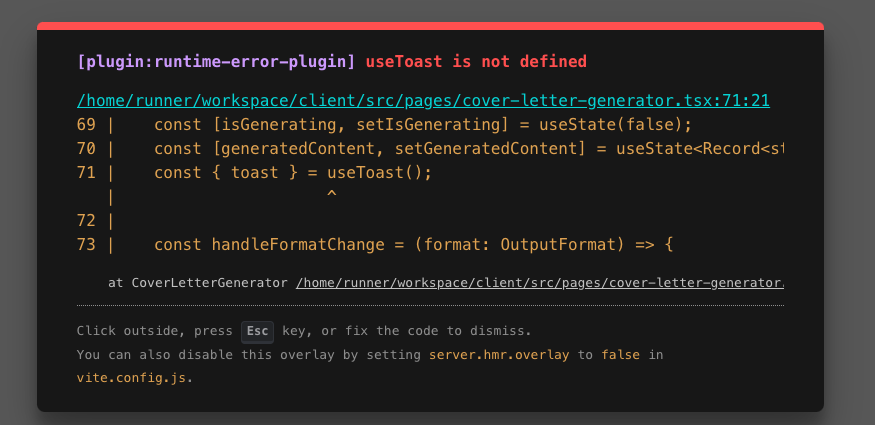 [plugin:runtime-error-plugin] useToast is not defined
/home/runner/workspace/client/src/pages/cover-letter-generator.tsx:71:21
69 |    const [isGenerating, setIsGenerating] = useState(false);
70 |    const [generatedContent, setGeneratedContent] = useState<Record<st
71 |    const { toast } = useToast();
   |                      ^
72 |
73 |    const handleFormatChange = (format: OutputFormat) => {
at CoverLetterGenerator /home/runner/workspace/client/src/pages/cover-letter-generator.
Click outside, press Esc key, or fix the code to dismiss.
You can also disable this overlay by setting server.hmr.overlay to false in
vite.config.js.